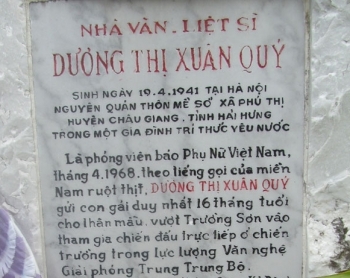 NHÀ VĂN - LIỆT SĨ
DƯƠNG THỊ XUÂN QUÝ
SINH NGÀY 19.4.1941 TẠI HÀ NỘI
NGUYÊN QUÁN THÔN MỄ SỞ XÃ PHÚ THỊ
HUYỆN CHÂU GIANG. TỈNH HẢI HƯNG
TRONG MỘT GIA ĐÌNH TRÍ THỨC YÊU NƯỚC
Là phóng viên báo Phụ Nữ Việt Nam,
tháng 4.1968. theo tiếng gọi của miền
Nam ruột thịt, DƯƠNG THỊ XUÂN QUÝ
gửi con gái duy nhất 16 tháng tuổi
cho thân mẫu. vượt Trường Sơn vào
tham gia chiến đấu trực tiếp ở chiến
trường trong lực lượng Văn nghệ
Giải phóng Trung Trung Bộ.